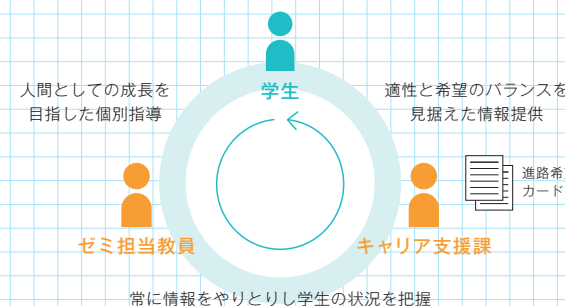 学生
人間としての成長を
目指した個別指導
適性と希望のバランスを
見据えた情報提供
進路希
カード
ゼミ担当教員
キャリア支援課
常に情報をやりとりし学生の状況を把握